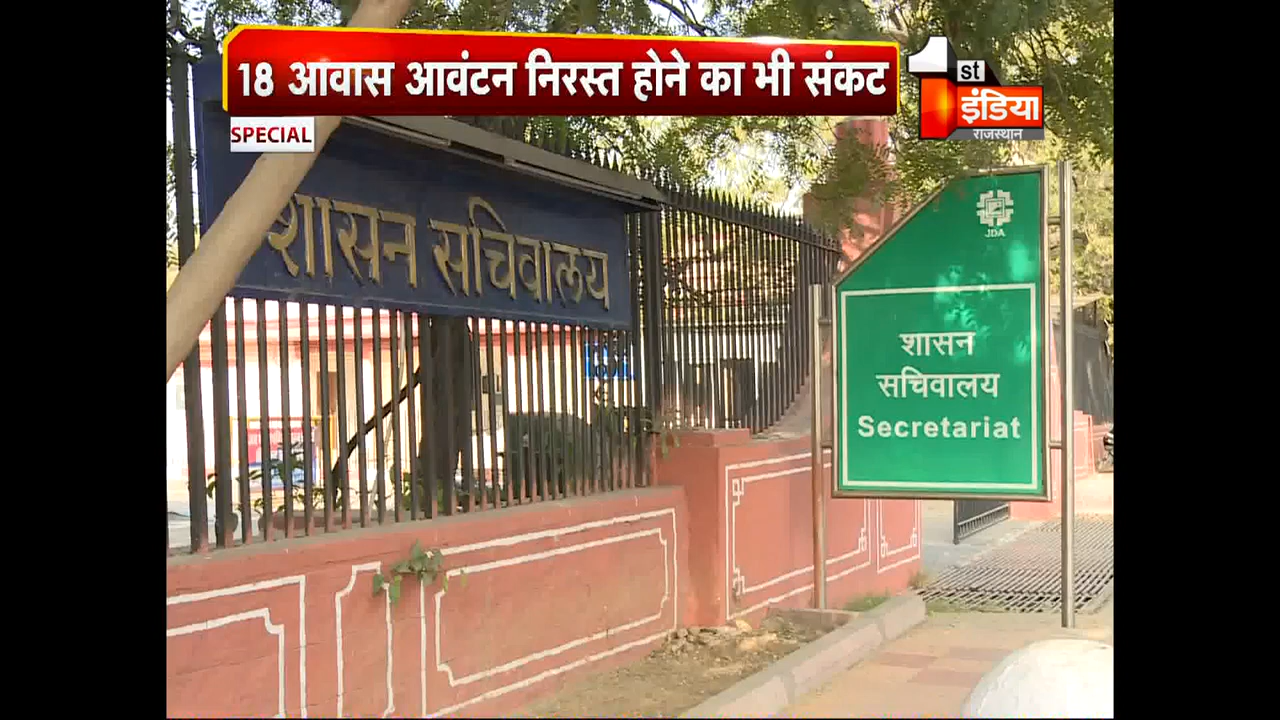 18 आवास आवंटन निरस्त होने का भी संकट
1st
इंडिया
राजस्थान
SPECIAL
शासन सचिवालय
JDA
शासन
सचिवालय
Secretariat